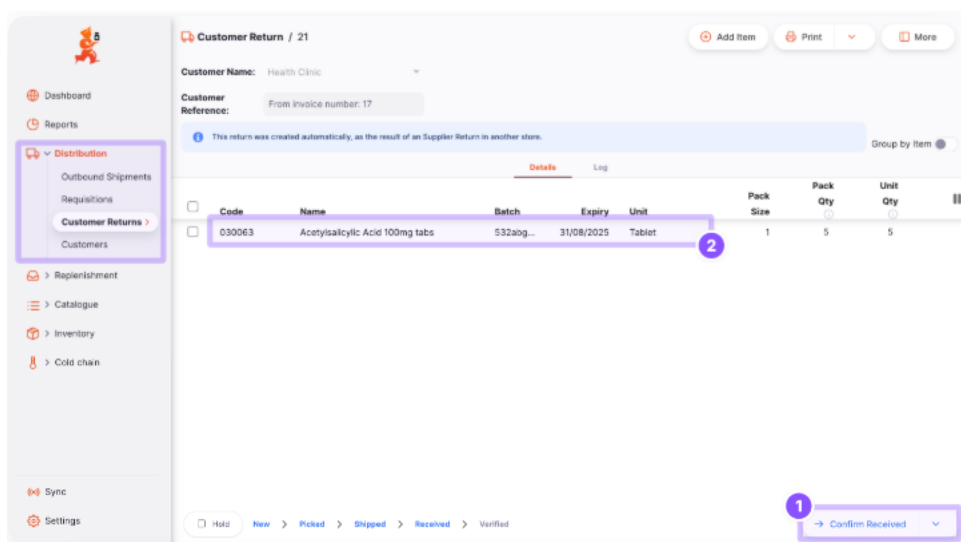 Customer Return / 21
Add Item
Print
More
Customer Name: Health Clinic
Customer Reference: From invoice number: 17
This return was created automatically, as the result of an Supplier Return in another store.
Group by Item
Details Log
Dashboard
Reports
Distribution
Outbound Shipments
Requisitions
Customer Returns
Customers
Replenishment
Catalogue
Inventory
Cold chain
Sync
Settings
Code Name Batch Expiry Unit Pack Size Pack Qty Unit Qty
030063 Acetylsalicylic Acid 100mg tabs 532abg... 31/08/2025 Tablet 1 5 5
2
1
Hold New > Picked > Shipped > Received > Verified
Confirm Received